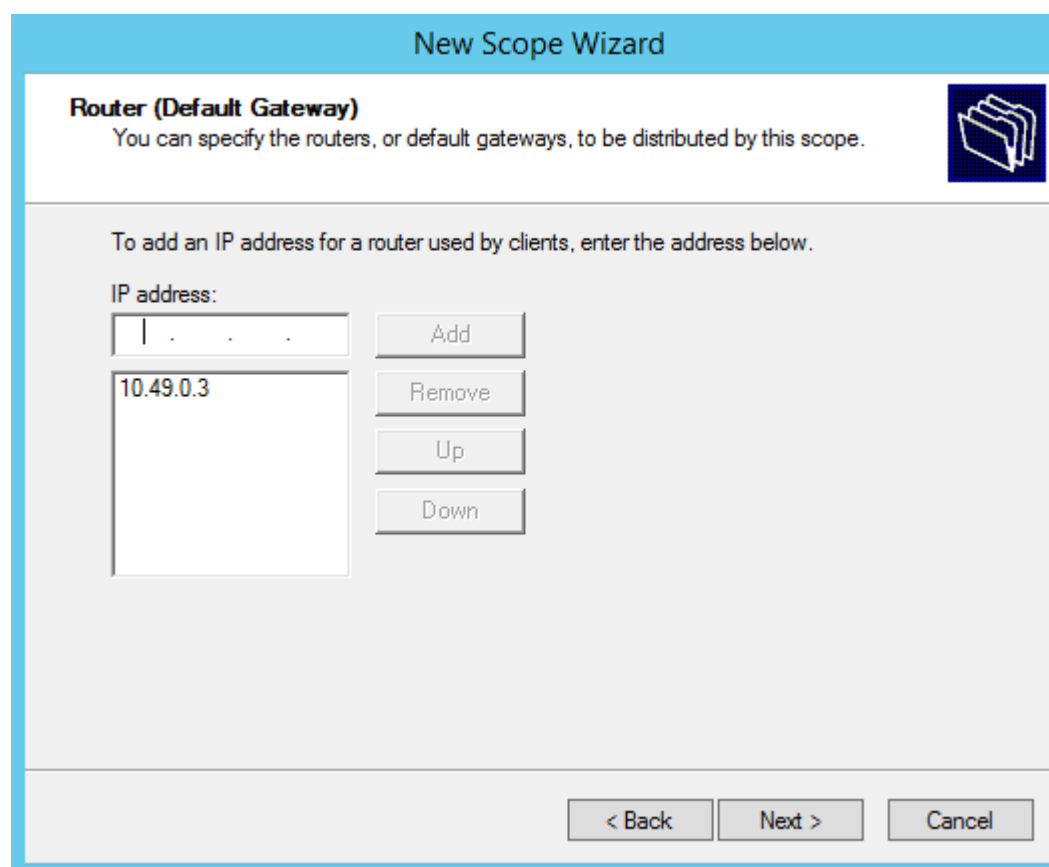 New Scope Wizard
Router (Default Gateway)
You can specify the routers, or default gateways, to be distributed by this scope.
To add an IP address for a router used by clients, enter the address below.
IP address:
. . .
Add
10.49.0.3
Remove
Up
Down
< Back
Next >
Cancel